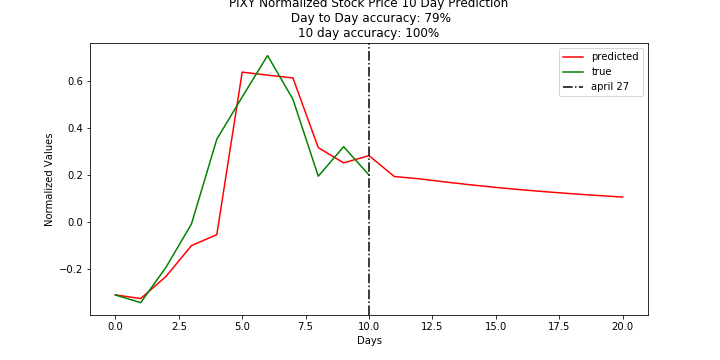 PIXY Normalized Stock Price 10 Day Prediction
Day to Day accuracy: 79%
10 day accuracy: 100%
predicted
true
april 27
Normalized Values
0.6
0.4
0.2
0.0
−0.2
0.0 2.5 5.0 7.5 10.0 12.5 15.0 17.5 20.0
Days